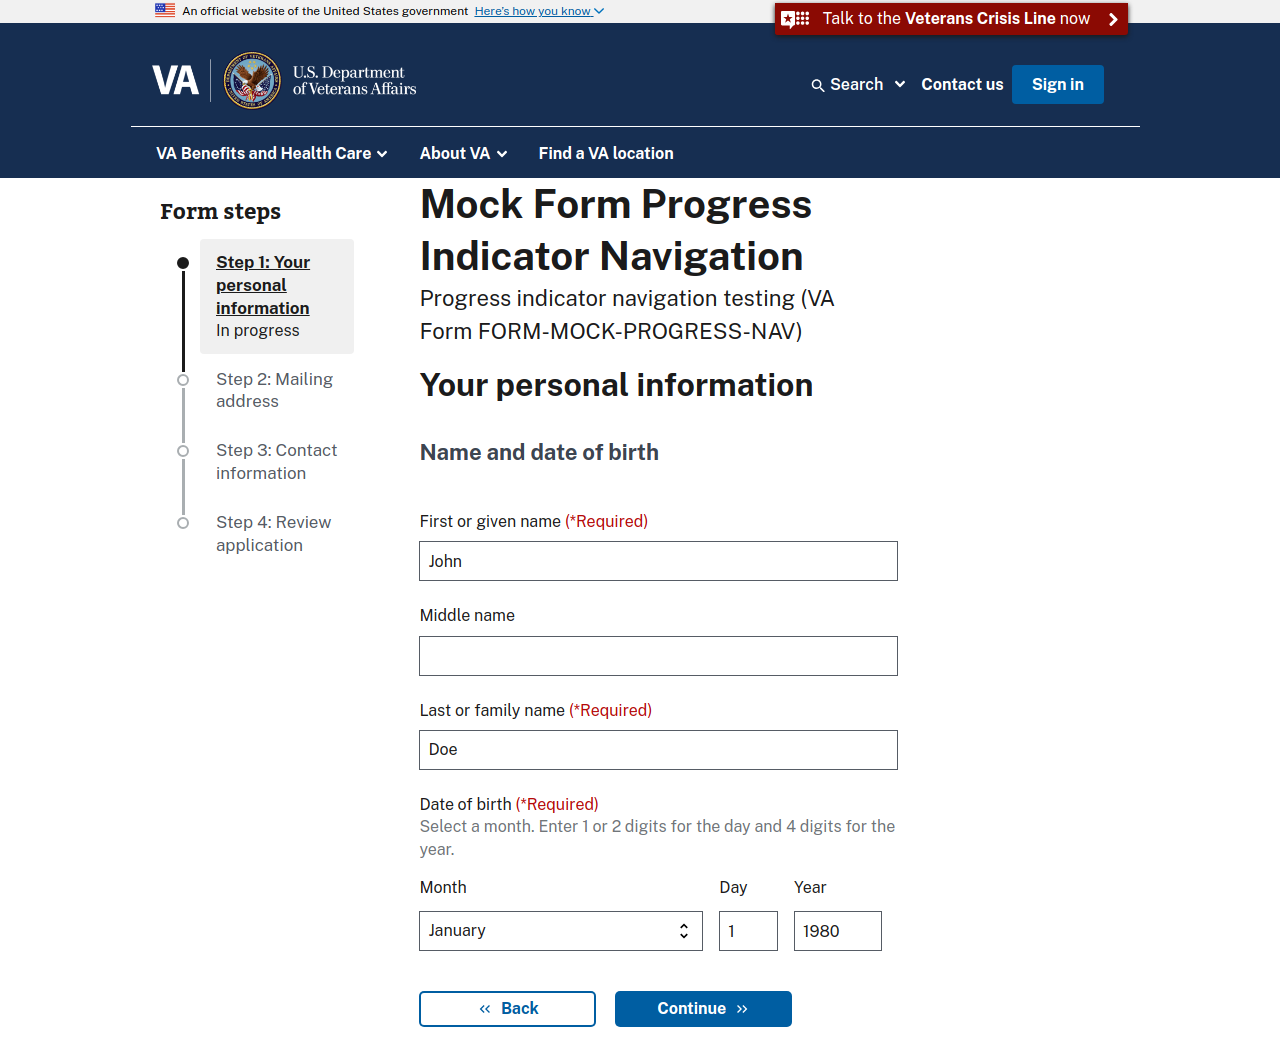 An official website of the United States government Here's how you know
Talk to the Veterans Crisis Line now
VA
U.S. Department
of Veterans Affairs
Search
Contact us
Sign in
VA Benefits and Health Care
About VA
Find a VA location
Form steps
Step 1: Your
personal
information
In progress
Step 2: Mailing
address
Step 3: Contact
information
Step 4: Review
application
Mock Form Progress
Indicator Navigation
Progress indicator navigation testing (VA
Form FORM-MOCK-PROGRESS-NAV)
Your personal information
Name and date of birth
First or given name (*Required)
John
Middle name
Last or family name (*Required)
Doe
Date of birth (*Required)
Select a month. Enter 1 or 2 digits for the day and 4 digits for the
year.
Month Day Year
January 1 1980
Back
Continue